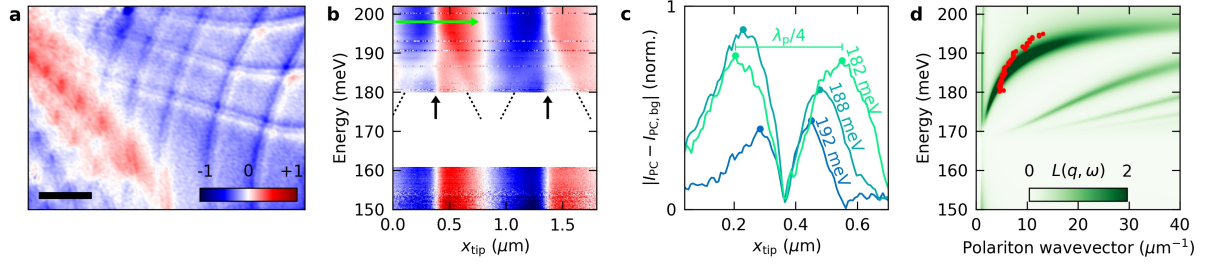 a
-1 0 +1
b
Energy (meV)
200
190
180
170
160
150
0.0 0.5 1.0 1.5
x_tip (μm)
c
|I_PC − I_PC, bg| (norm.)
1
0
λ_p/4
182 meV
188 meV
192 meV
0.2 0.4 0.6
x_tip (μm)
d
Energy (meV)
200
190
180
170
160
150
0 L(q, ω) 2
0 10 20 30 40
Polariton wavevector (μm⁻¹)